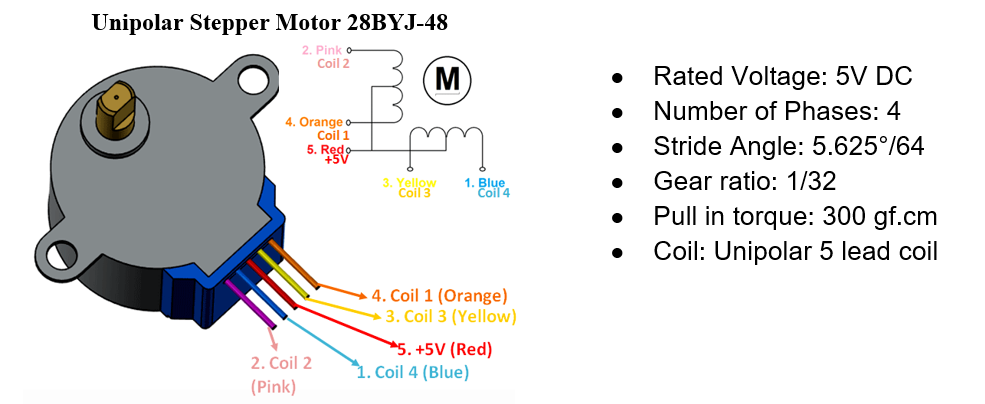 Unipolar Stepper Motor 28BYJ-48
2. Pink
Coil 2
M
4. Orange
Coil 1
5. Red
+5V
3. Yellow
Coil 3
1. Blue
Coil 4
4. Coil 1 (Orange)
3. Coil 3 (Yellow)
5. +5V (Red)
2. Coil 2
(Pink)
1. Coil 4 (Blue)
● Rated Voltage: 5V DC
● Number of Phases: 4
● Stride Angle: 5.625°/64
● Gear ratio: 1/32
● Pull in torque: 300 gf.cm
● Coil: Unipolar 5 lead coil